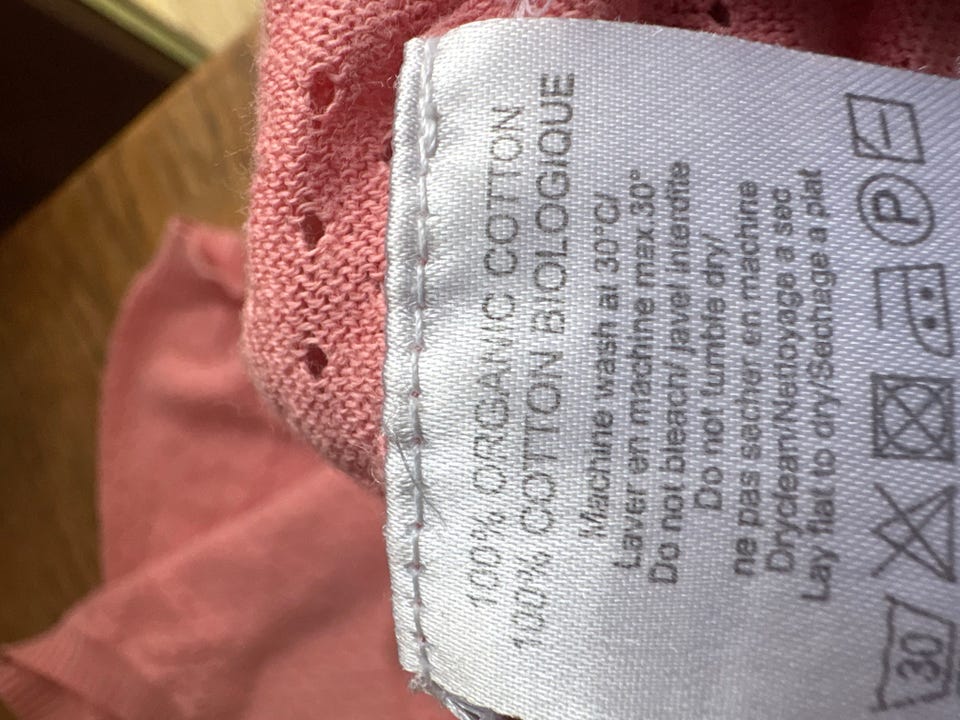 100% ORGANIC COTTON
100% COTTON BIOLOGIQUE
Machine wash at 30°C/
Laver en machine max 30°
Do not bleach/ javel interdite
Do not tumble dry/
ne pas sacher en machine
Dryclean/Nettoyage a sec
Lay flat to dry/Sechage a plat
30 P